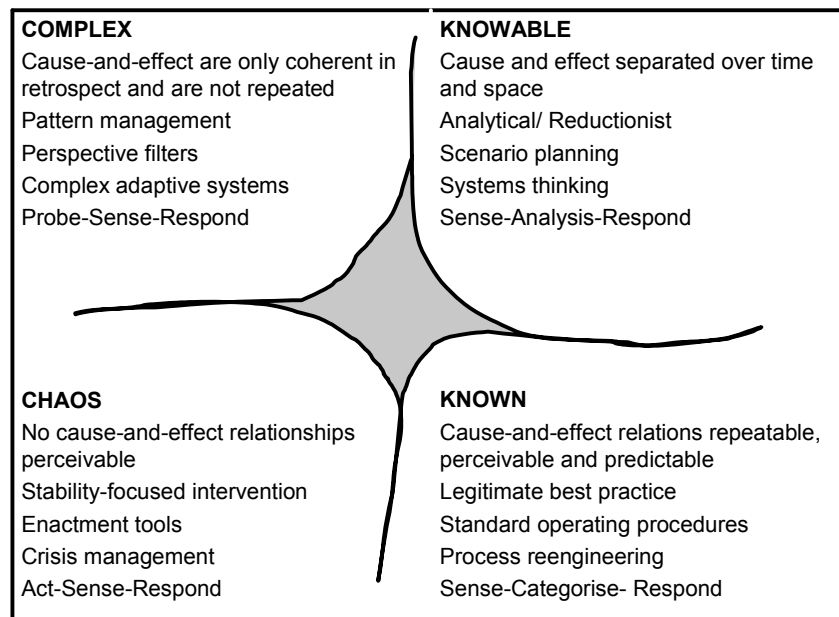 COMPLEX
Cause-and-effect are only coherent in
retrospect and are not repeated
Pattern management
Perspective filters
Complex adaptive systems
Probe-Sense-Respond
KNOWABLE
Cause and effect separated over time
and space
Analytical/ Reductionist
Scenario planning
Systems thinking
Sense-Analysis-Respond
CHAOS
No cause-and-effect relationships
perceivable
Stability-focused intervention
Enactment tools
Crisis management
Act-Sense-Respond
KNOWN
Cause-and-effect relations repeatable,
perceivable and predictable
Legitimate best practice
Standard operating procedures
Process reengineering
Sense-Categorise- Respond